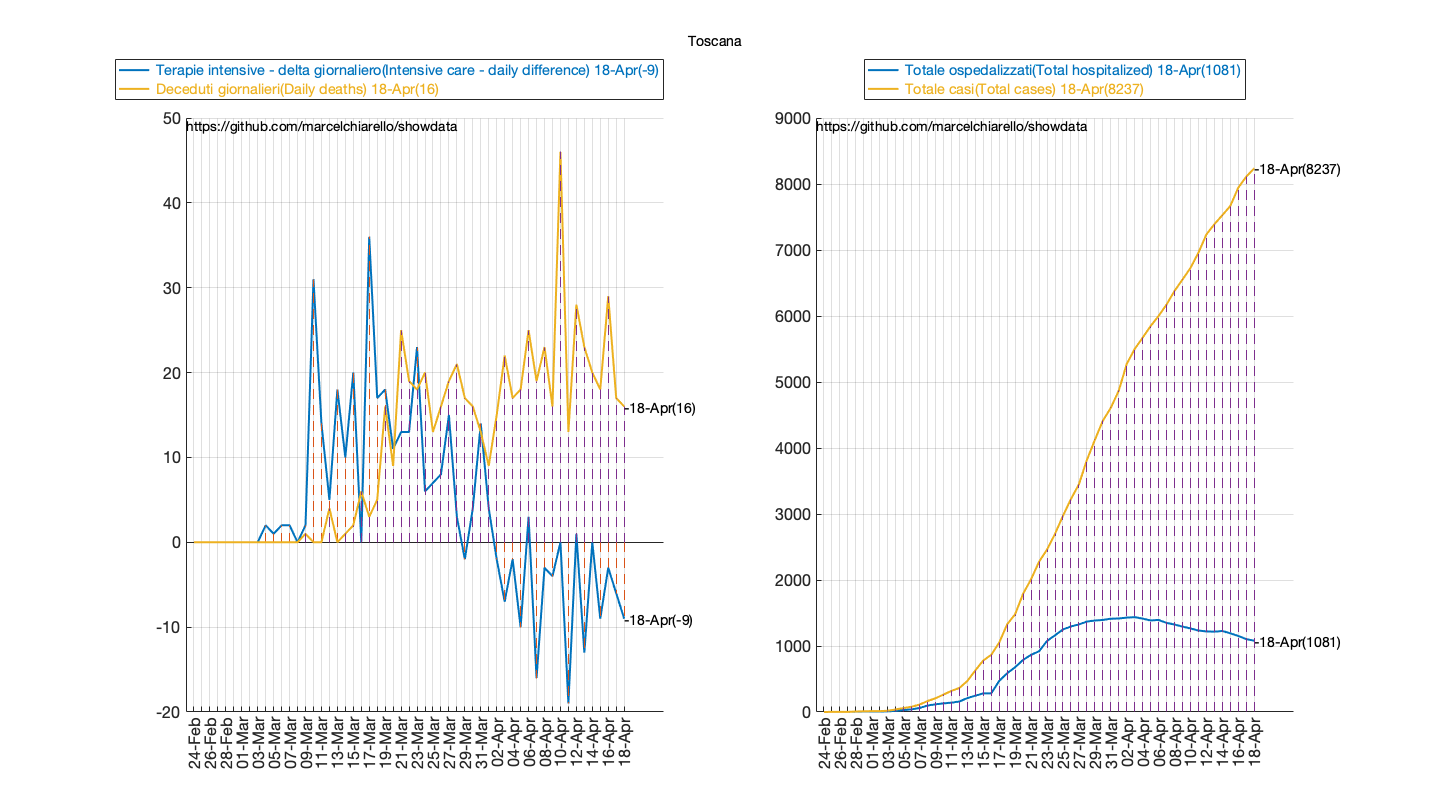 Toscana
Terapie intensive - delta giornaliero(Intensive care - daily difference) 18-Apr(-9)
Deceduti giornalieri(Daily deaths) 18-Apr(16)
https://github.com/marcelchiarello/showdata
50
40
30
20
10
0
-10
-20
18-Apr(16)
18-Apr(-9)
24-Feb
26-Feb
28-Feb
01-Mar
03-Mar
05-Mar
07-Mar
09-Mar
11-Mar
13-Mar
15-Mar
17-Mar
19-Mar
21-Mar
23-Mar
25-Mar
27-Mar
29-Mar
31-Mar
02-Apr
04-Apr
06-Apr
08-Apr
10-Apr
12-Apr
14-Apr
16-Apr
18-Apr
Totale ospedalizzati(Total hospitalized) 18-Apr(1081)
Totale casi(Total cases) 18-Apr(8237)
https://github.com/marcelchiarello/showdata
9000
8000
7000
6000
5000
4000
3000
2000
1000
0
18-Apr(8237)
18-Apr(1081)
24-Feb
26-Feb
28-Feb
01-Mar
03-Mar
05-Mar
07-Mar
09-Mar
11-Mar
13-Mar
15-Mar
17-Mar
19-Mar
21-Mar
23-Mar
25-Mar
27-Mar
29-Mar
31-Mar
02-Apr
04-Apr
06-Apr
08-Apr
10-Apr
12-Apr
14-Apr
16-Apr
18-Apr